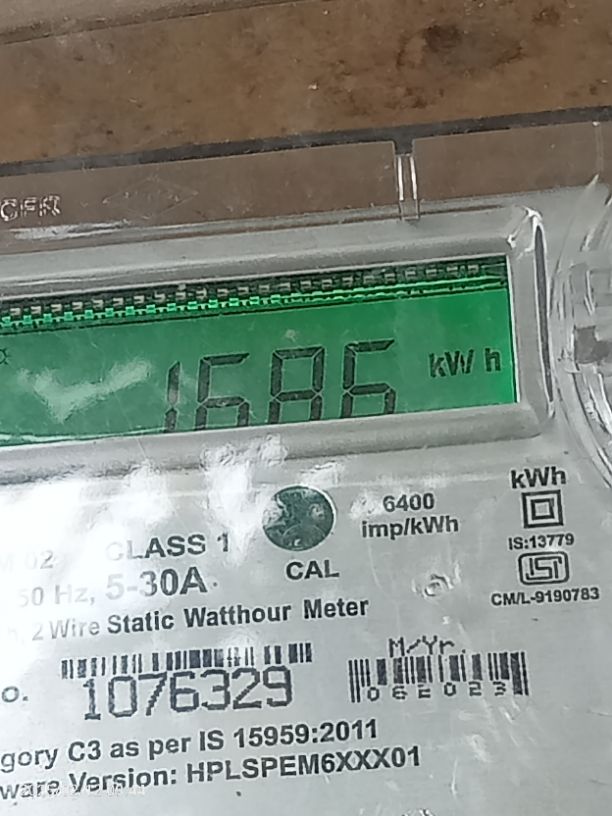 1686 kW h
kWh
6400
imp/kWh
CLASS 1
CAL
IS:13779
CM/L-9190783
50 Hz, 5-30A
2 Wire Static Watthour Meter
M/Yr.
o. 1076329
062023
gory C3 as per IS 15959:2011
ware Version: HPLSPEM6XXX01